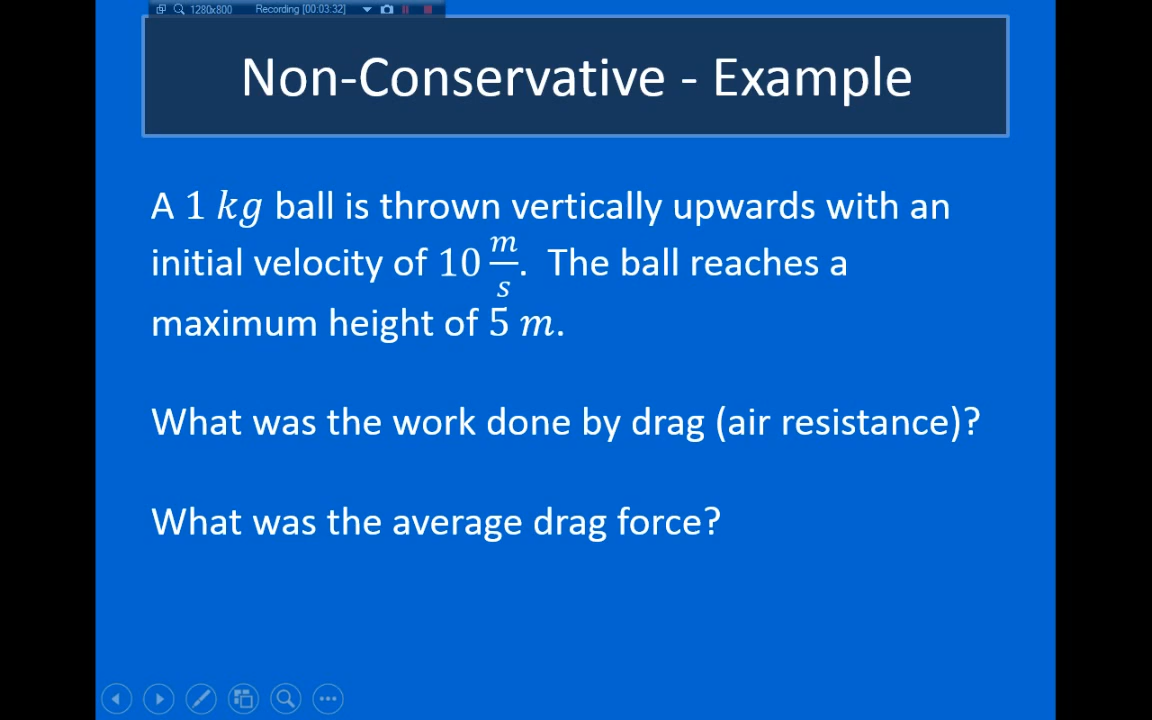 1280x800 Recording [00:03:32]
Non-Conservative - Example
A 1 kg ball is thrown vertically upwards with an
initial velocity of 10 m/s. The ball reaches a
maximum height of 5 m.
What was the work done by drag (air resistance)?
What was the average drag force?